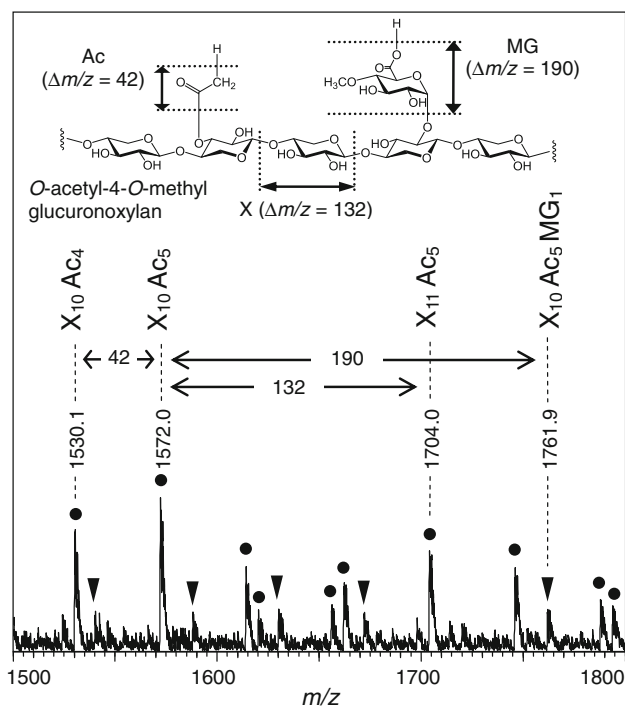 Ac
(Δm/z = 42)
H
O
CH₂
H
O
O
H₃CO
HO
OH
O
MG
(Δm/z = 190)
O
HO
OH
O
O
O
OH
O
O
HO
OH
O
O
HO
O
O
O
HO
OH
O
O-acetyl-4-O-methyl
glucuronoxylan
X (Δm/z = 132)
X₁₀ Ac₄
X₁₀ Ac₅
X₁₁ Ac₅
X₁₀ Ac₅ MG₁
42
190
132
1530.1
1572.0
1704.0
1761.9
1500
1600
1700
1800
m/z